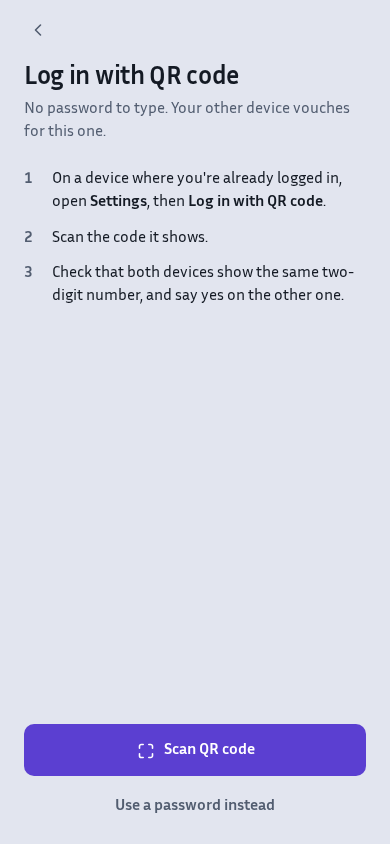 Log in with QR code
No password to type. Your other device vouches
for this one.
1 On a device where you're already logged in,
open Settings, then Log in with QR code.
2 Scan the code it shows.
3 Check that both devices show the same two-
digit number, and say yes on the other one.
Scan QR code
Use a password instead